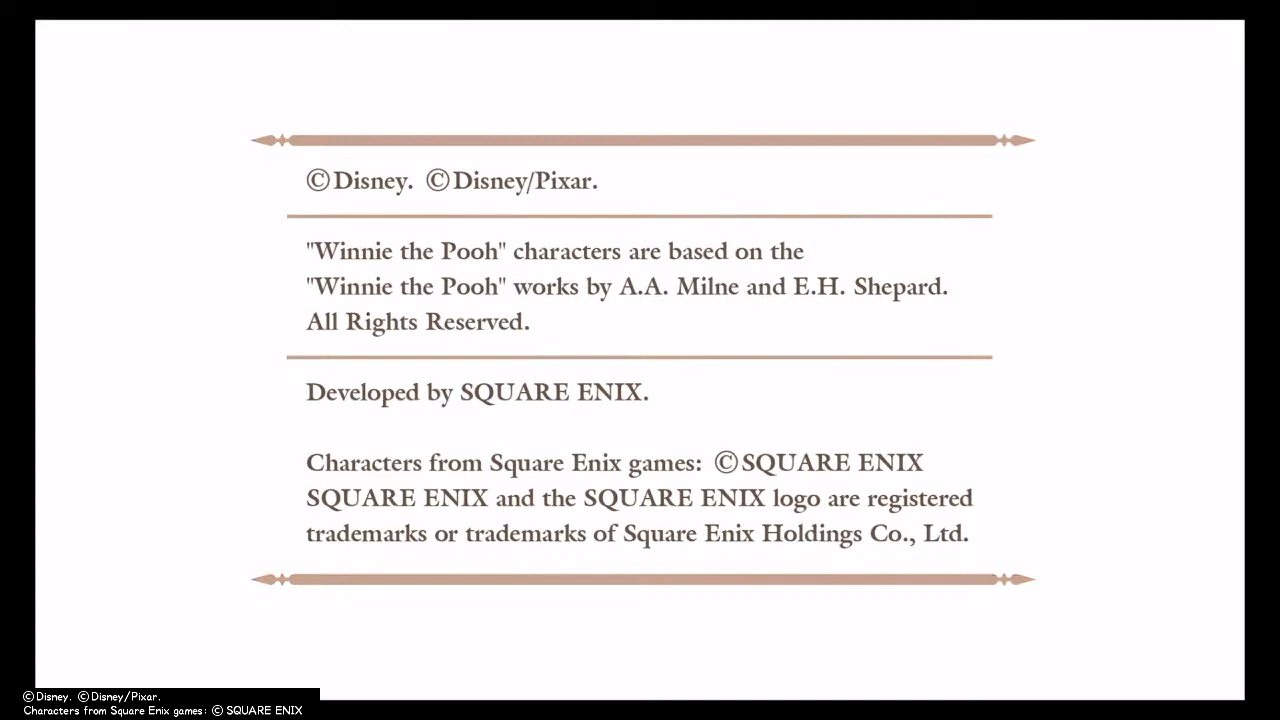 ©Disney. ©Disney/Pixar.
"Winnie the Pooh" characters are based on the
"Winnie the Pooh" works by A.A. Milne and E.H. Shepard.
All Rights Reserved.
Developed by SQUARE ENIX.
Characters from Square Enix games: ©SQUARE ENIX
SQUARE ENIX and the SQUARE ENIX logo are registered
trademarks or trademarks of Square Enix Holdings Co., Ltd.
©Disney. ©Disney/Pixar.
Characters from Square Enix games: © SQUARE ENIX